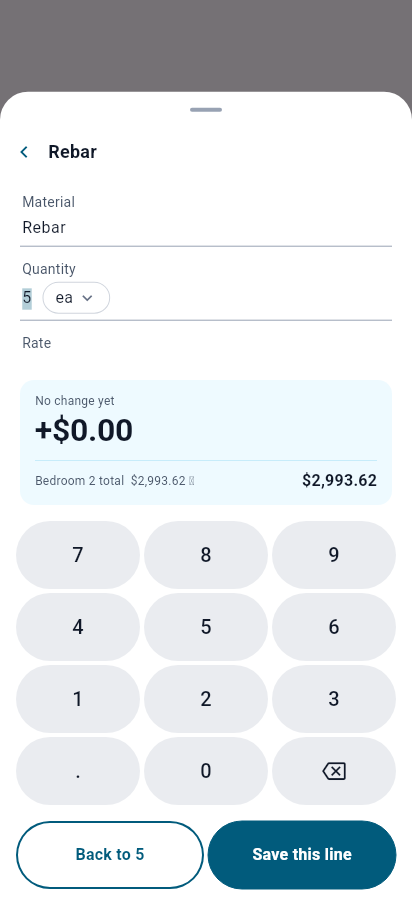 Rebar
Material
Rebar
Quantity
5 ea
Rate
No change yet
+$0.00
Bedroom 2 total $2,993.62 $2,993.62
7 8 9
4 5 6
1 2 3
. 0
Back to 5 Save this line